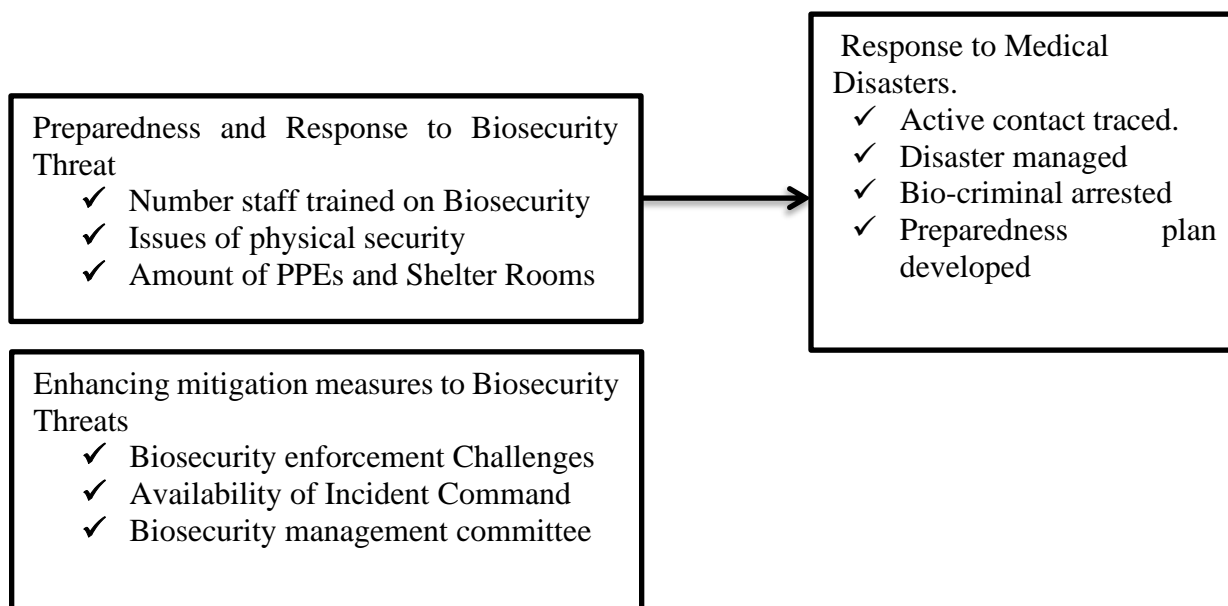 Preparedness and Response to Biosecurity
Threat
✓ Number staff trained on Biosecurity
✓ Issues of physical security
✓ Amount of PPEs and Shelter Rooms
Enhancing mitigation measures to Biosecurity
Threats
✓ Biosecurity enforcement Challenges
✓ Availability of Incident Command
✓ Biosecurity management committee
Response to Medical
Disasters.
✓ Active contact traced.
✓ Disaster managed
✓ Bio-criminal arrested
✓ Preparedness plan
developed